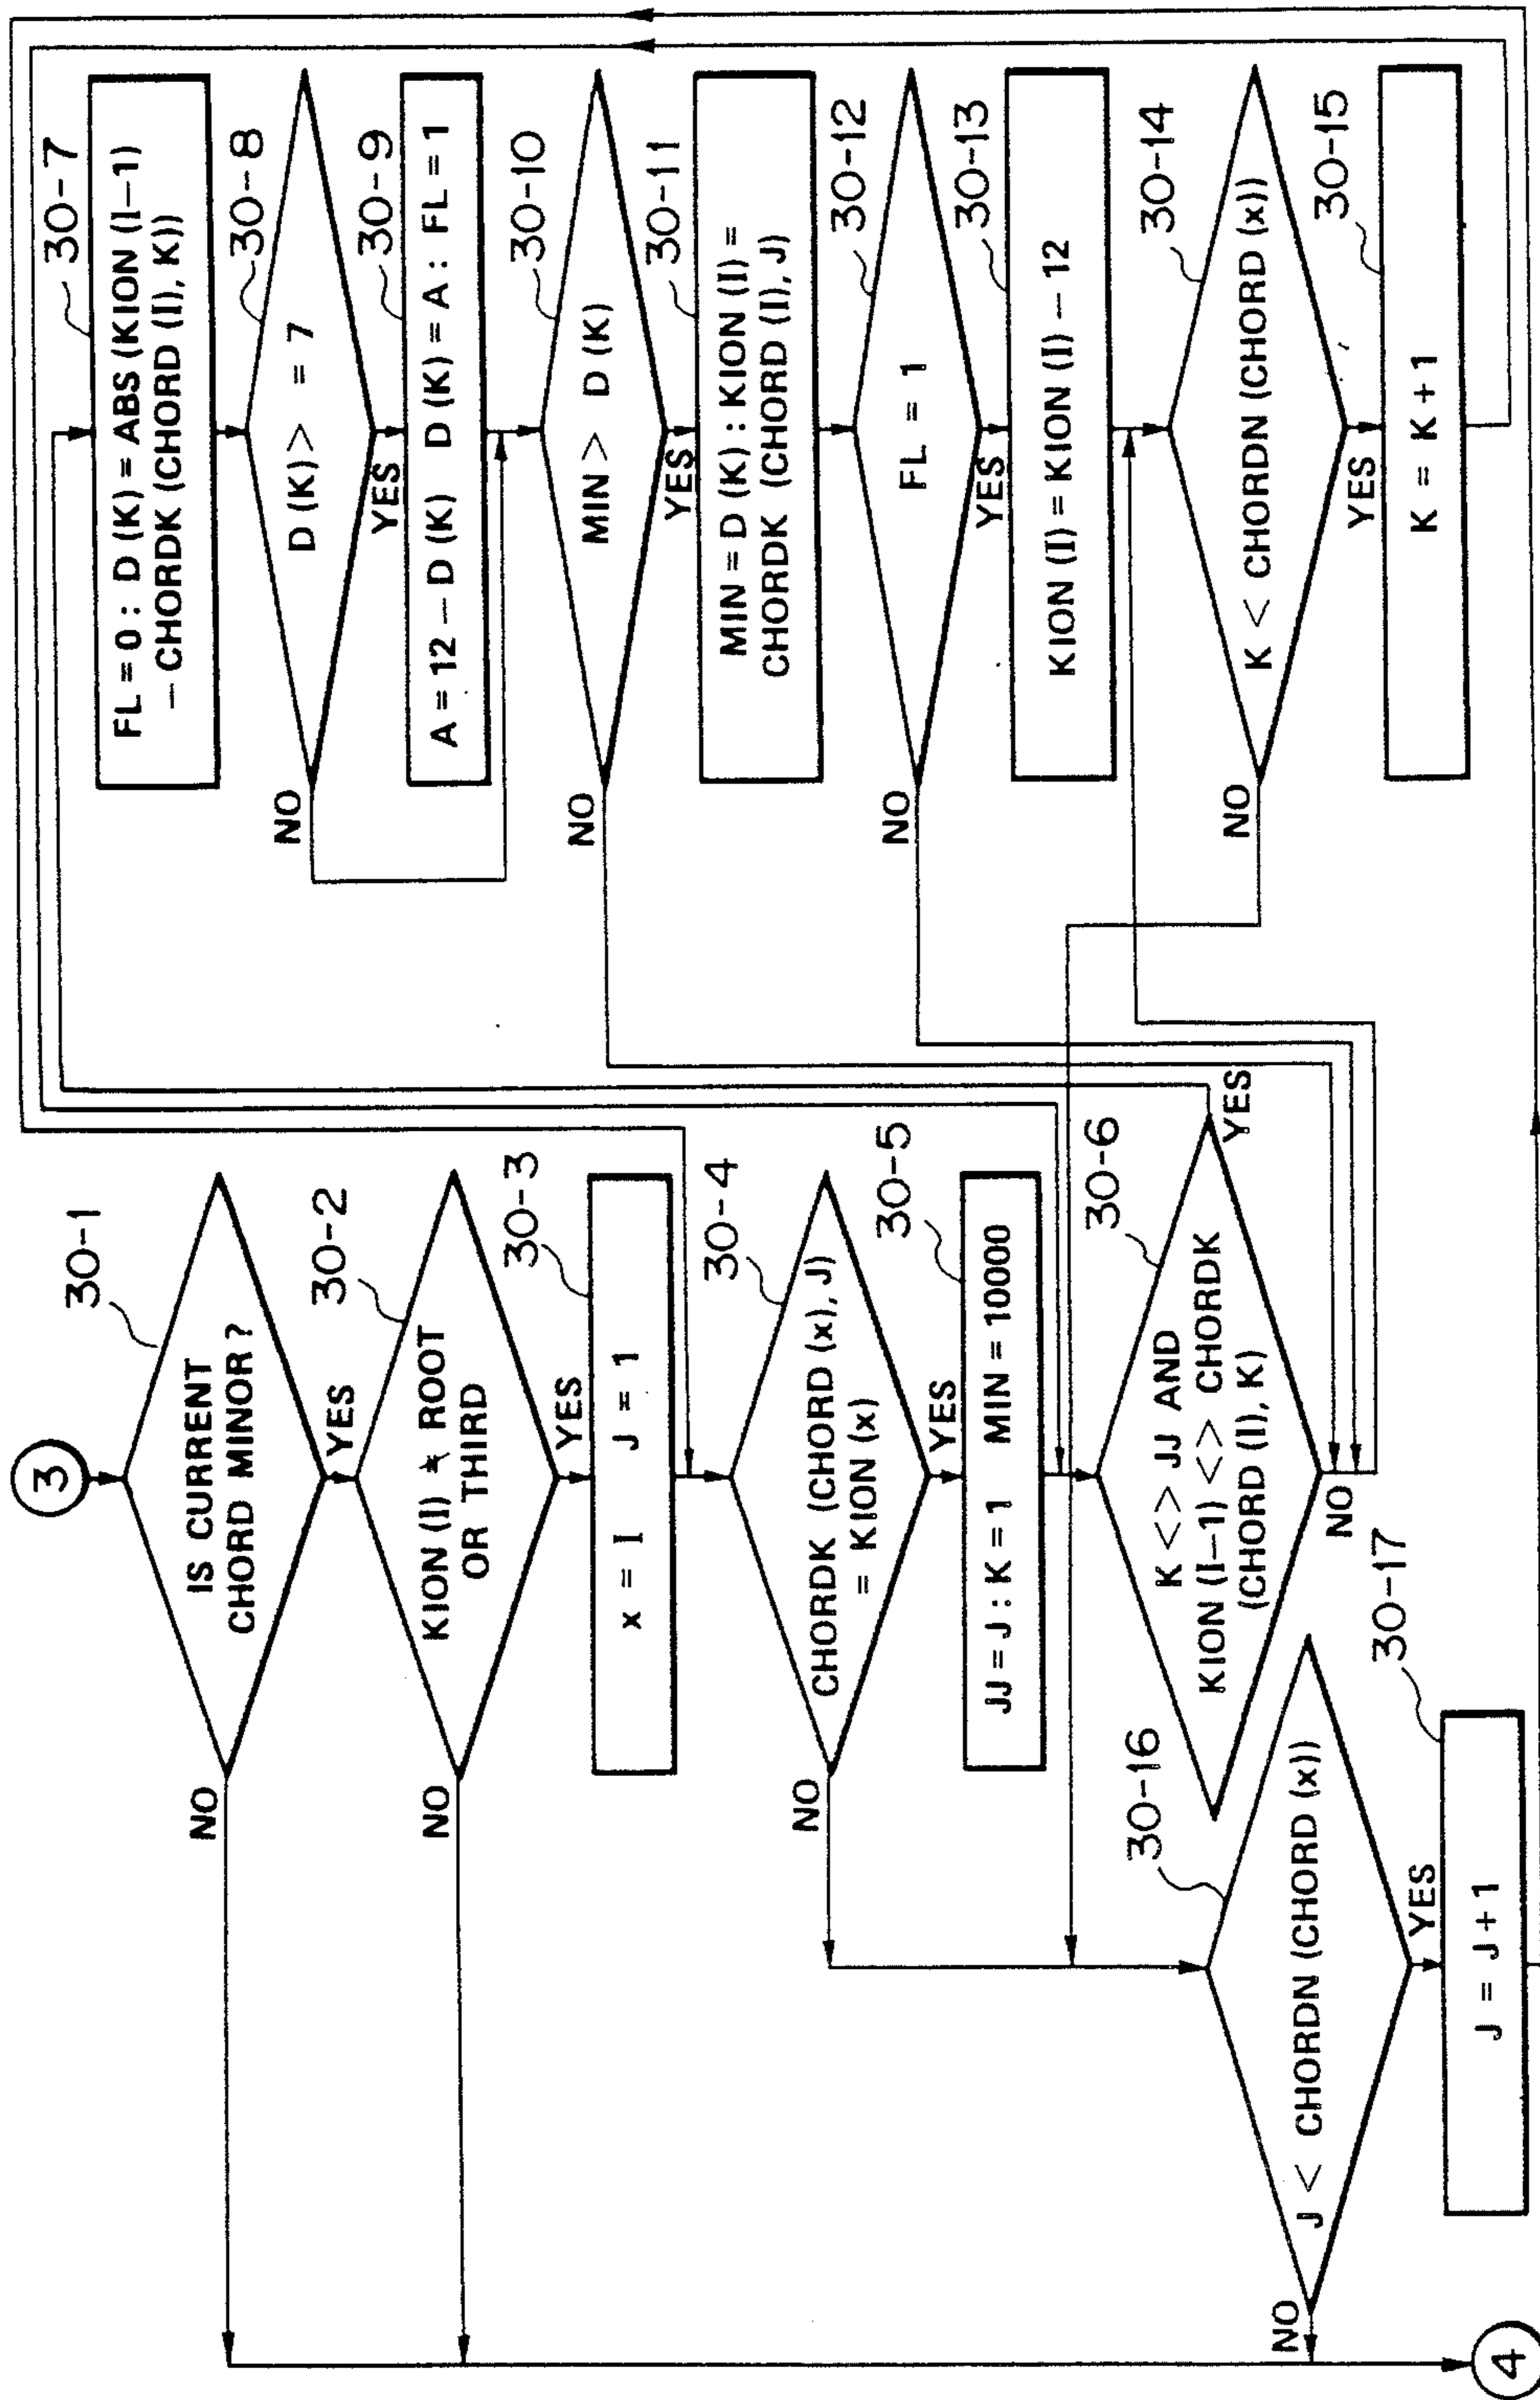 3
30-1
IS CURRENT
CHORD MINOR?
NO
YES
30-2
KION (I) ≠ ROOT
OR THIRD
NO
YES
30-3
x = I   J = 1
30-4
CHORDK (CHORD (x), J)
= KION (x)
NO
YES
30-5
JJ = J : K = 1   MIN = 10000
30-6
K <> JJ AND
KION (I-1) <> CHORDK
(CHORD (I), K)
YES
NO
30-16
J < CHORDN (CHORD (x))
NO
YES
30-17
J = J+1
4
30-7
FL = 0 : D (K) = ABS (KION (I-1)
- CHORDK (CHORD (I), K))
30-8
D (K) > = 7
NO
YES
30-9
A = 12 - D (K)   D (K) = A : FL = 1
30-10
MIN > D (K)
NO
YES
30-11
MIN = D (K) : KION (I) =
CHORDK (CHORD (I), J)
30-12
FL = 1
NO
YES
30-13
KION (I) = KION (I) - 12
30-14
K < CHORDN (CHORD (x))
NO
YES
30-15
K = K+1